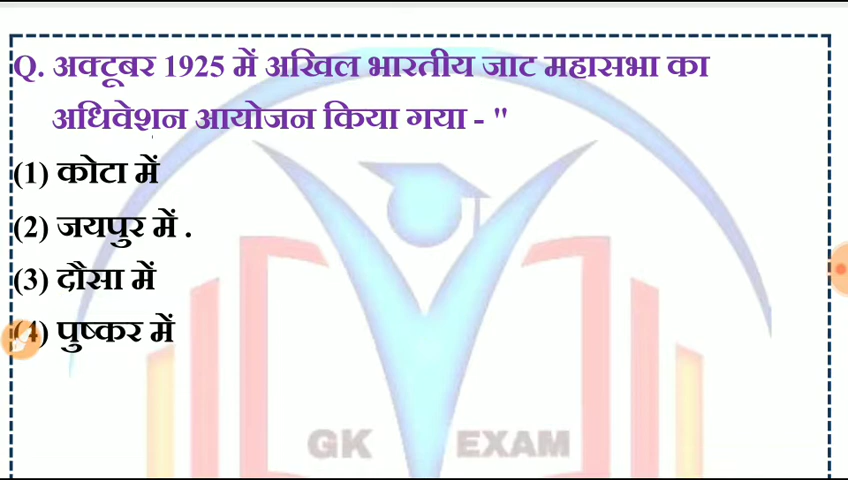 Q. अक्टूबर 1925 में अखिल भारतीय जाट महासभा का
अधिवेशन आयोजन किया गया - "
(1) कोटा में
(2) जयपुर में .
(3) दौसा में
(4) पुष्कर में
GK EXAM